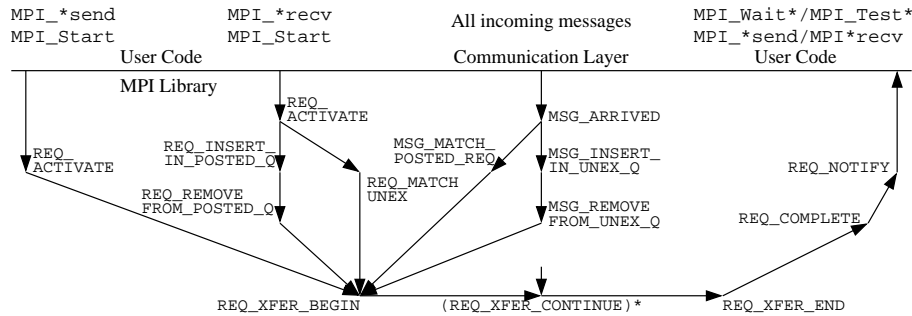 MPI_*send
MPI_Start
MPI_*recv
MPI_Start
All incoming messages
MPI_Wait*/MPI_Test*
MPI_*send/MPI*recv
User Code
Communication Layer
User Code
MPI Library
REQ_
ACTIVATE
REQ_
ACTIVATE
REQ_INSERT_
IN_POSTED_Q
REQ_REMOVE
FROM_POSTED_Q
REQ_MATCH
UNEX
MSG_ARRIVED
MSG_MATCH_
POSTED_REQ
MSG_INSERT_
IN_UNEX_Q
MSG_REMOVE
FROM_UNEX_Q
REQ_NOTIFY
REQ_COMPLETE
REQ_XFER_BEGIN
(REQ_XFER_CONTINUE)*
REQ_XFER_END